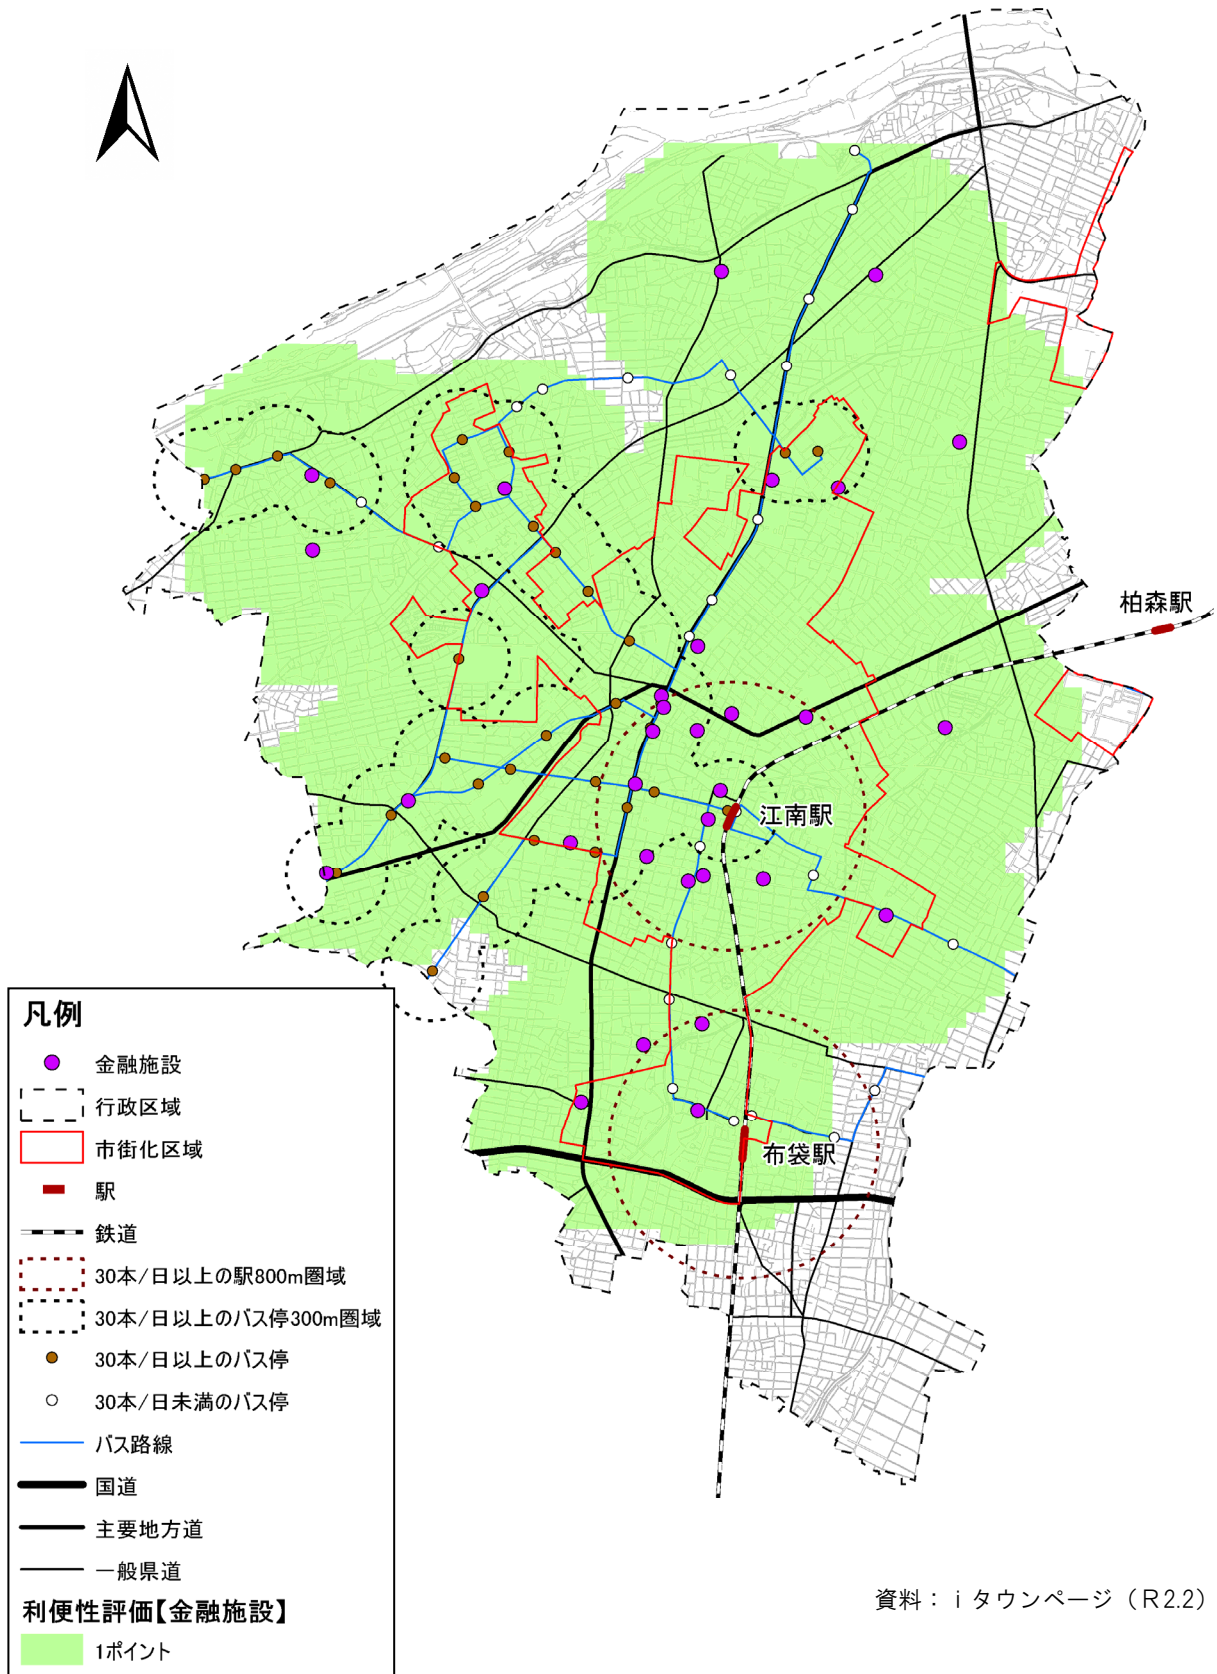 柏森駅
江南駅
布袋駅
凡例
金融施設
行政区域
市街化区域
駅
鉄道
30本/日以上の駅800m圏域
30本/日以上のバス停300m圏域
30本/日以上のバス停
30本/日未満のバス停
バス路線
国道
主要地方道
一般県道
利便性評価【金融施設】
1ポイント
資料：ｉタウンページ（R2.2）